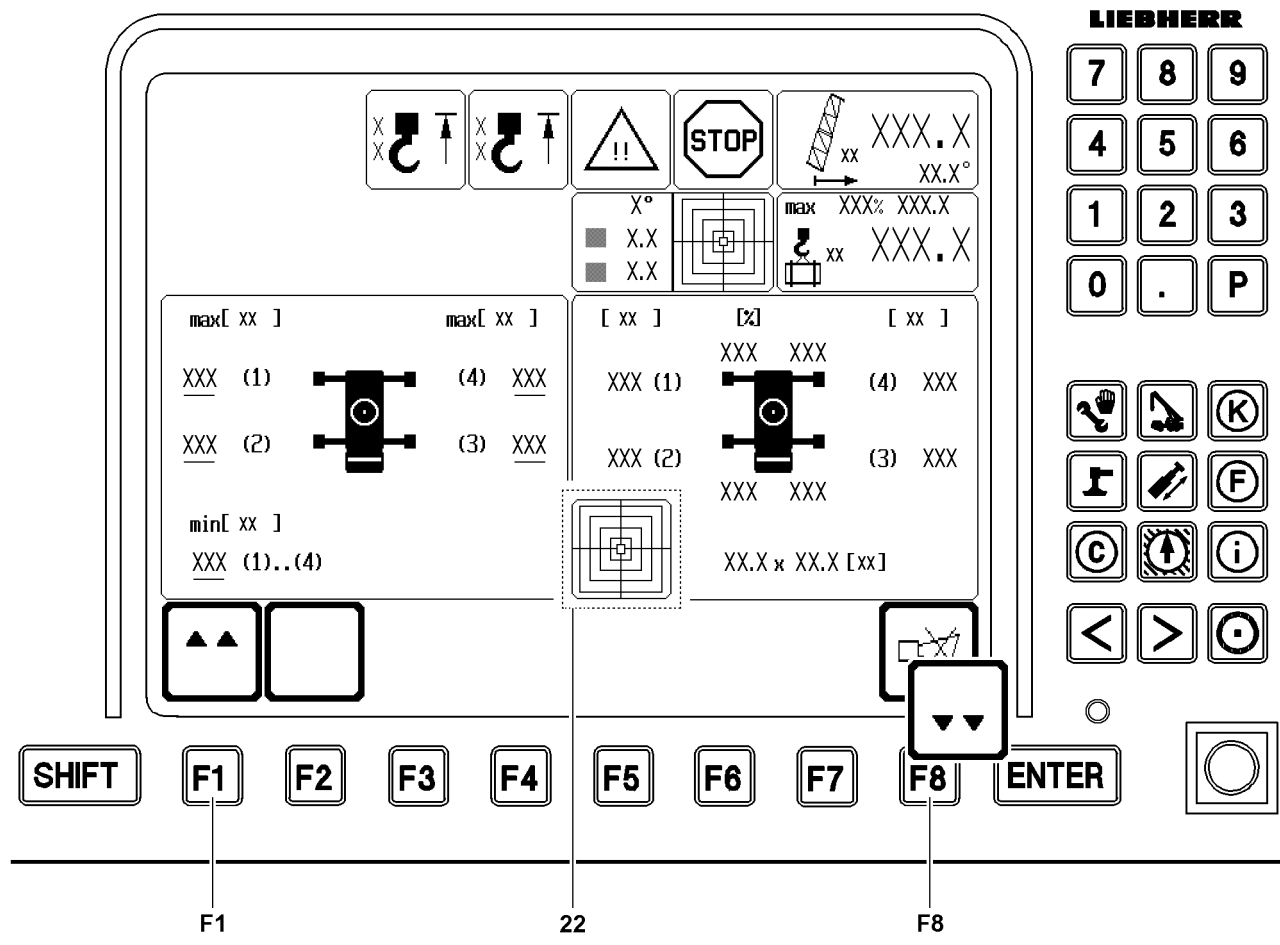 LIEBHERR
7 8 9
4 5 6
1 2 3
0 . P
X X
X X
!!
STOP
xx XXX.X
XX.X°
X°
X.X
X.X
max XXX% XXX.X
xx XXX.X
max[ xx ] max[ xx ]
XXX (1) (4) XXX
XXX (2) (3) XXX
min[ xx ]
XXX (1)..(4)
[ xx ] [%] [ xx ]
XXX XXX
XXX (1) (4) XXX
XXX (2) (3) XXX
XXX XXX
XX.X x XX.X [xx]
K
F
C i
< >
SHIFT F1 F2 F3 F4 F5 F6 F7 F8 ENTER
F1 22 F8